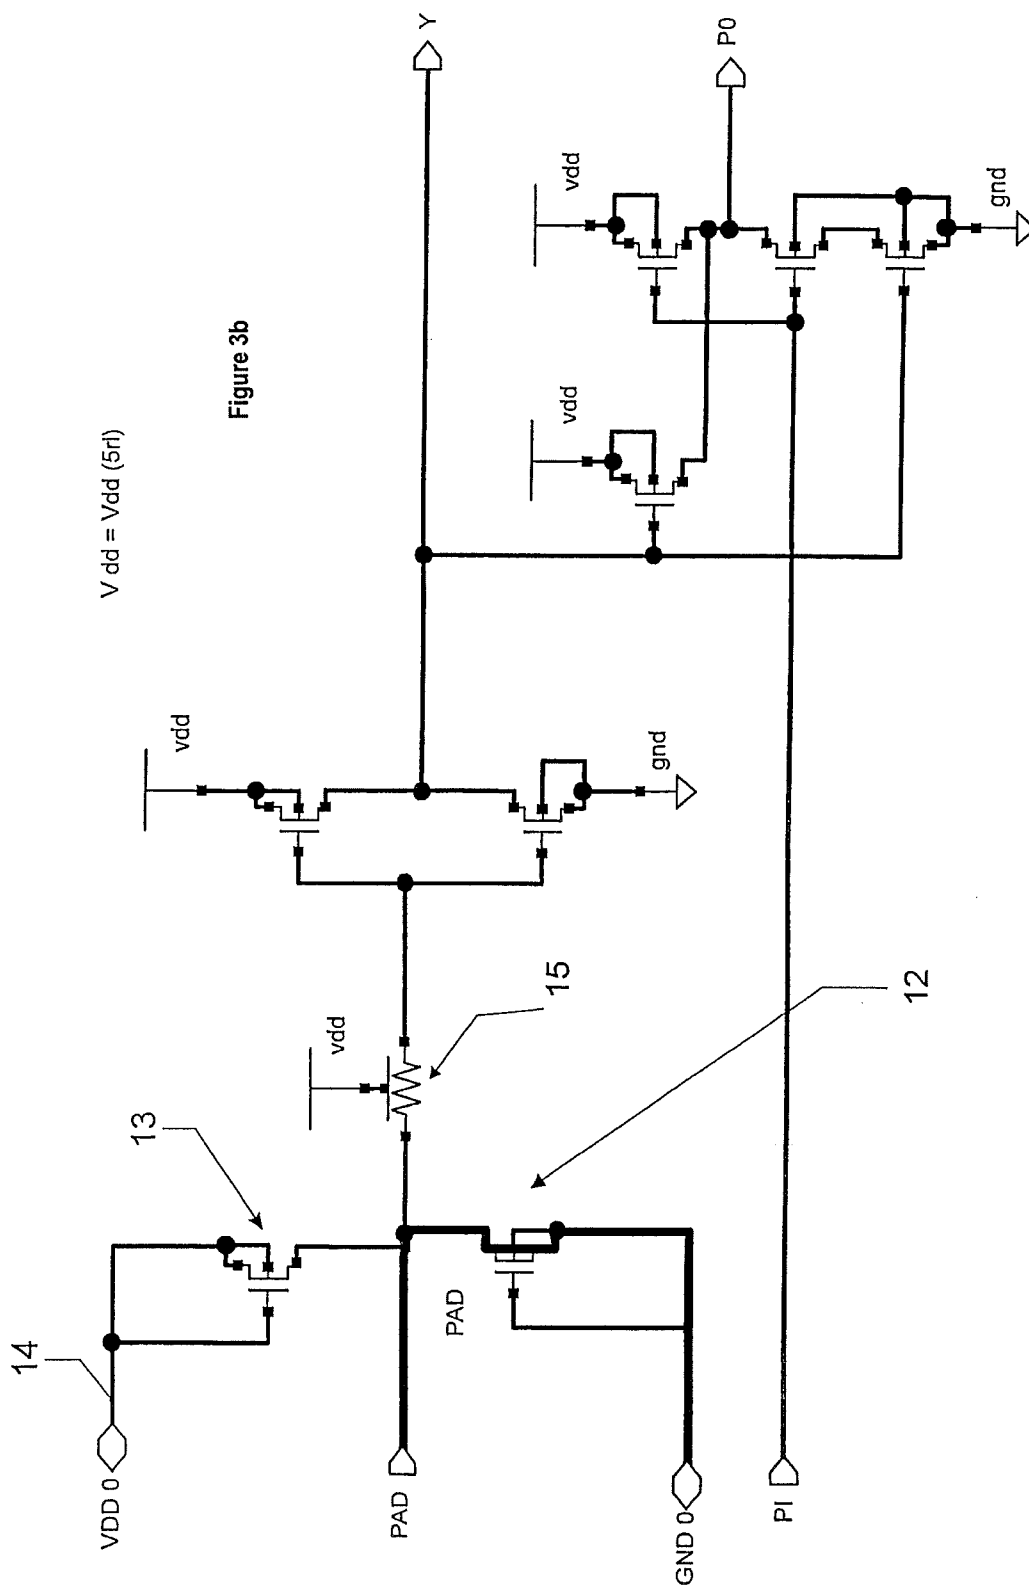 V dd = Vdd (5rl)
Figure 3b
14
VDD 0
13
vdd
vdd
15
PAD
PAD
12
GND 0
PI
gnd
Y
vdd
vdd
P0
gnd